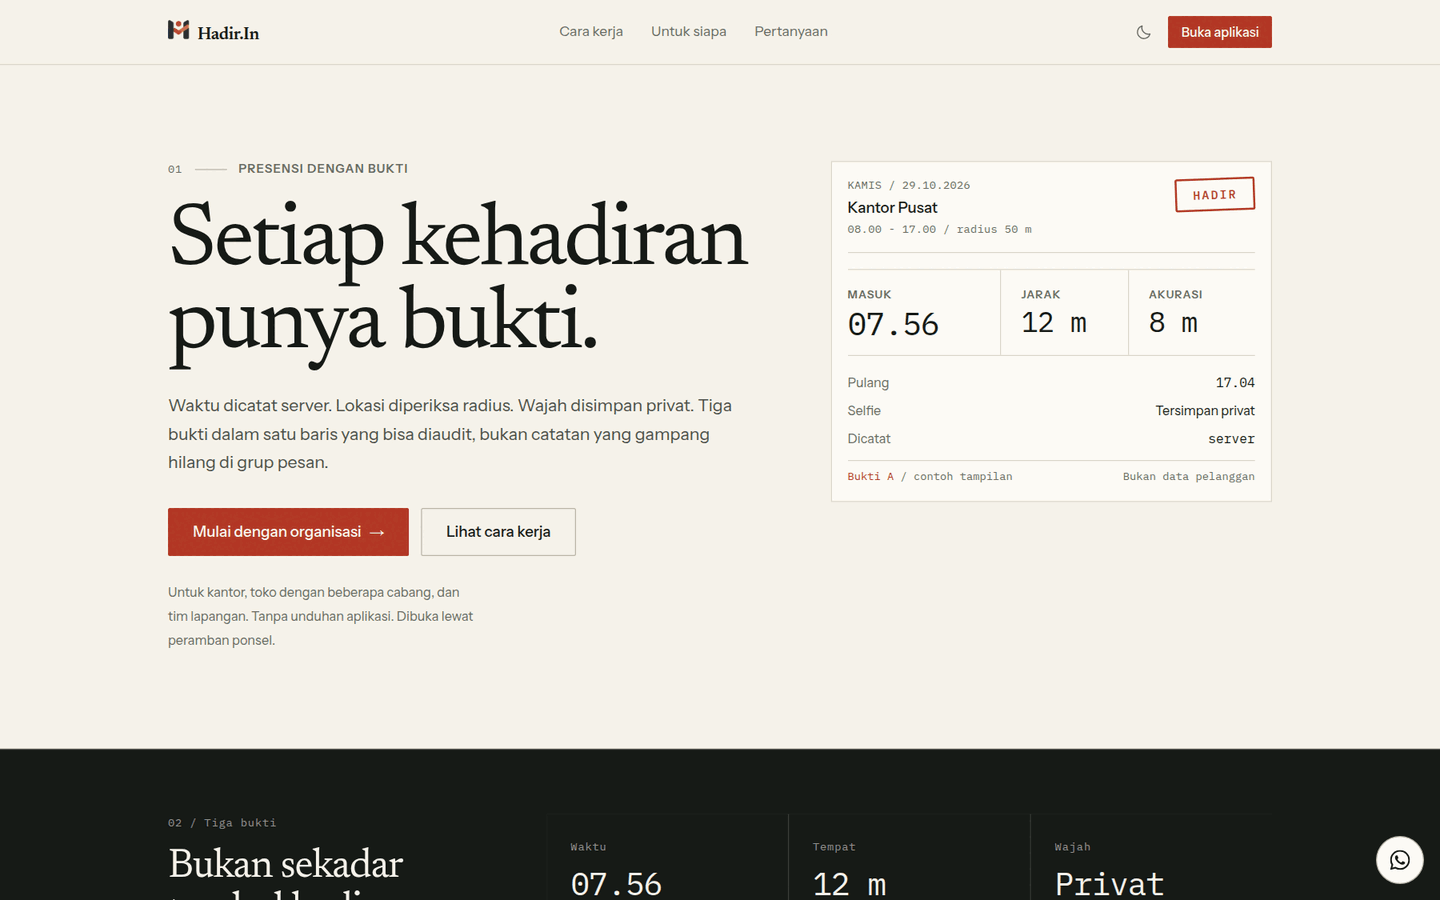 Hadir.In
Cara kerja
Untuk siapa
Pertanyaan
Buka aplikasi
01
PRESENSI DENGAN BUKTI
Setiap kehadiran
punya bukti.
Waktu dicatat server. Lokasi diperiksa radius. Wajah disimpan privat. Tiga
bukti dalam satu baris yang bisa diaudit, bukan catatan yang gampang
hilang di grup pesan.
Mulai dengan organisasi →
Lihat cara kerja
Untuk kantor, toko dengan beberapa cabang, dan
tim lapangan. Tanpa unduhan aplikasi. Dibuka lewat
peramban ponsel.
KAMIS / 29.10.2026
HADIR
Kantor Pusat
08.00 - 17.00 / radius 50 m
MASUK
07.56
JARAK
12 m
AKURASI
8 m
Pulang
17.04
Selfie
Tersimpan privat
Dicatat
server
Bukti A / contoh tampilan
Bukan data pelanggan
02 / Tiga bukti
Bukan sekadar
Waktu
07.56
Tempat
12 m
Wajah
Privat